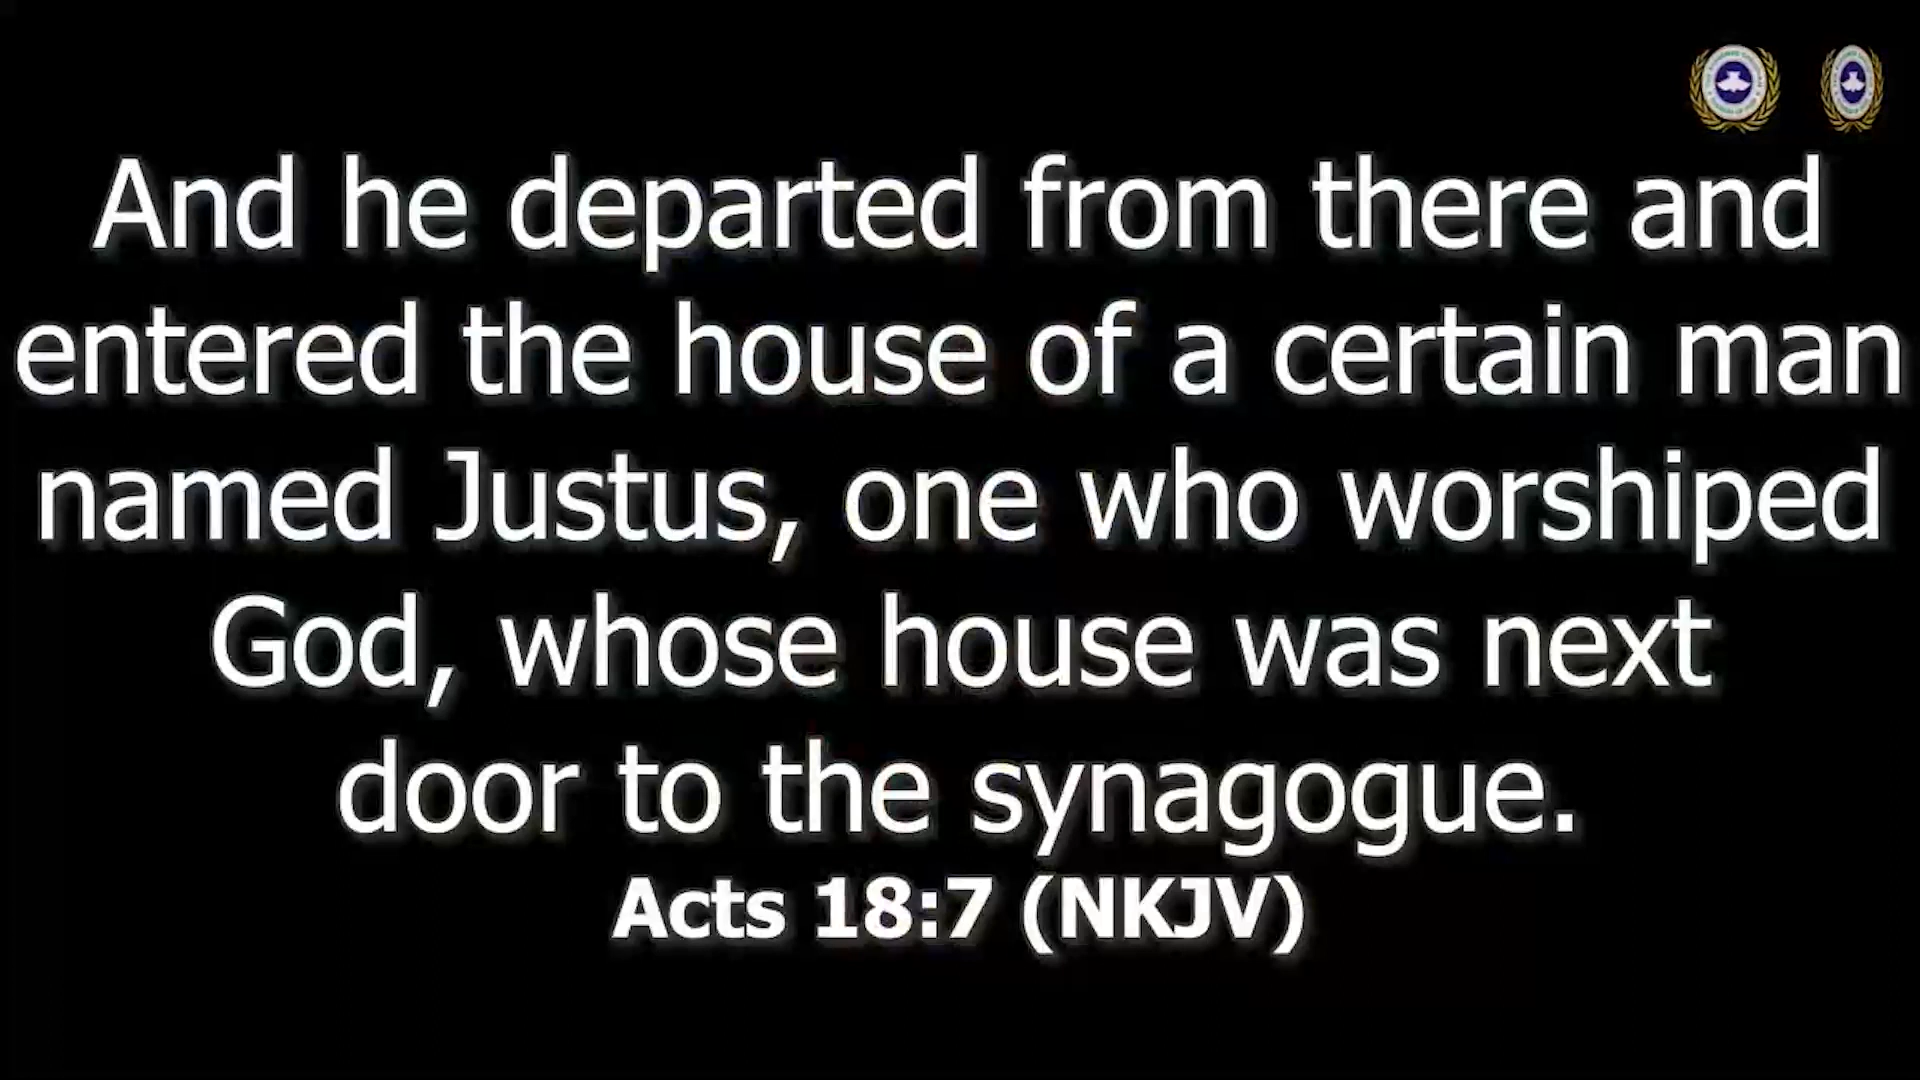 And he departed from there and
entered the house of a certain man
named Justus, one who worshiped
God, whose house was next
door to the synagogue.
Acts 18:7 (NKJV)